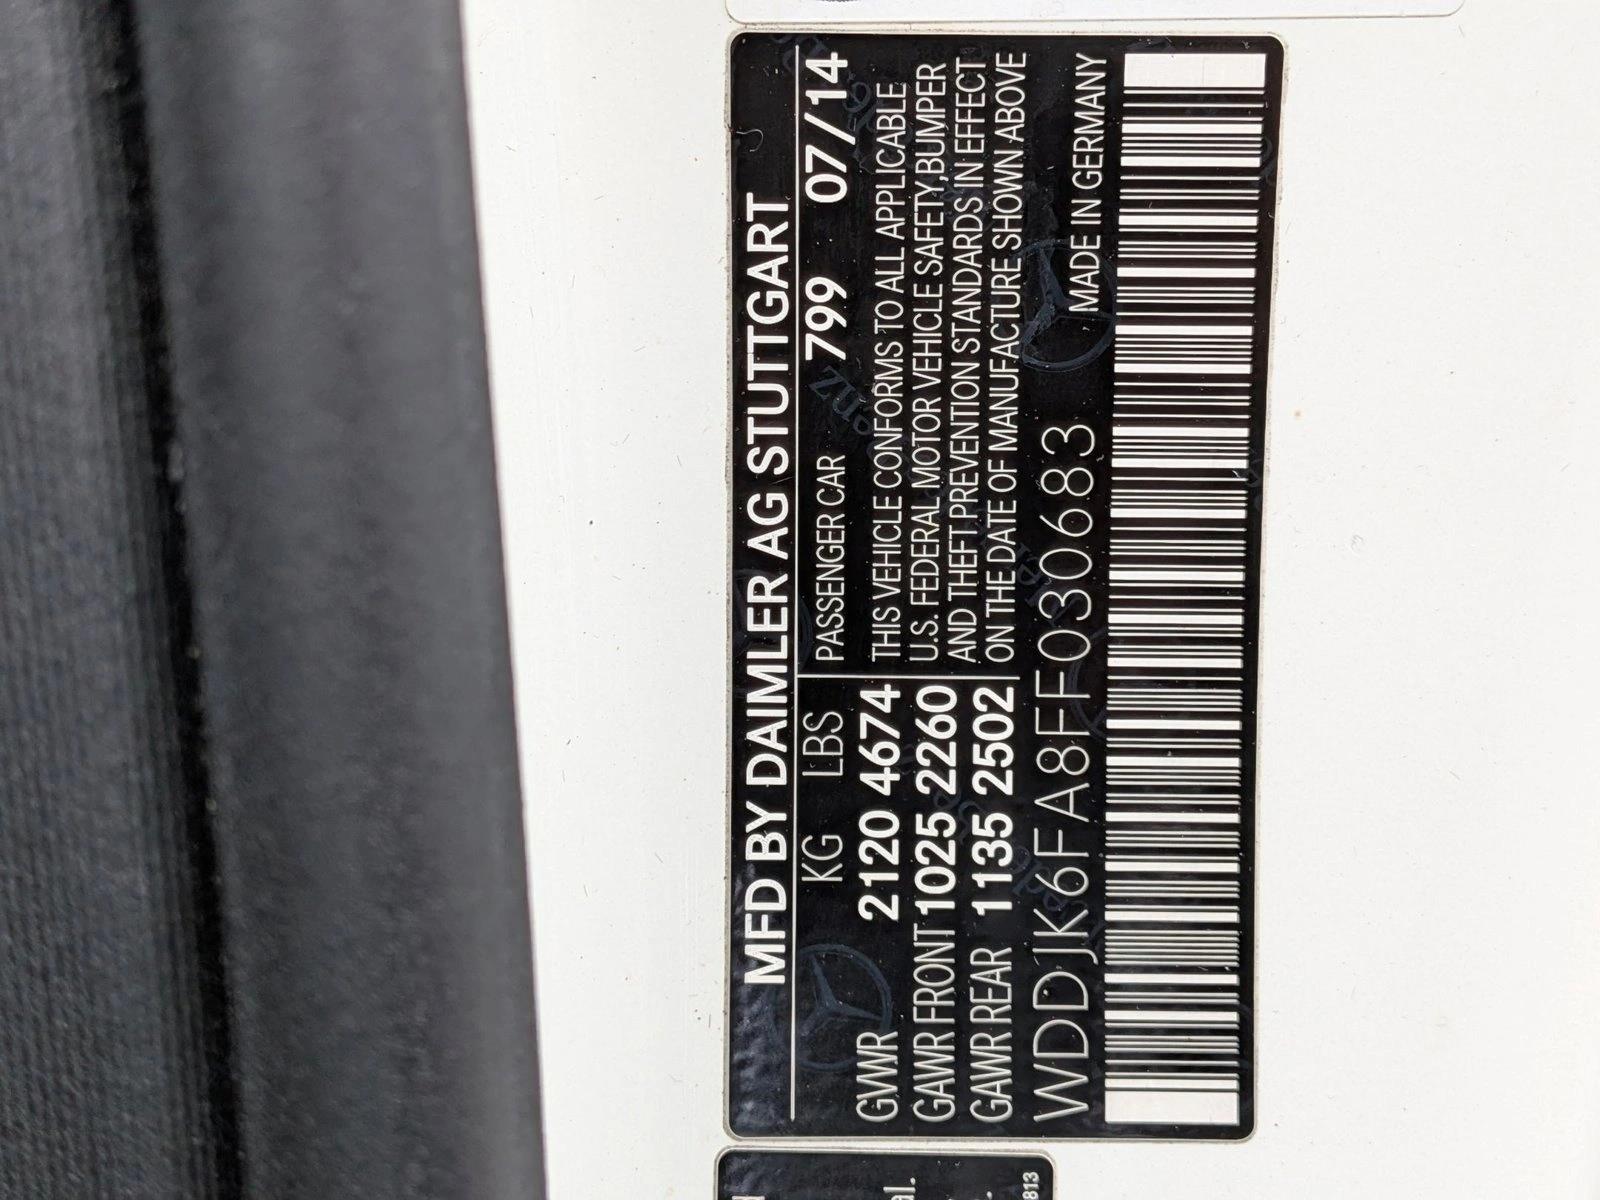 MFD BY DAIMLER AG STUTTGART
KG LBS PASSENGER CAR 799 07/14
GVWR 2120 4674
GAWR FRONT 1025 2260
GAWR REAR 1135 2502
THIS VEHICLE CONFORMS TO ALL APPLICABLE
U.S. FEDERAL MOTOR VEHICLE SAFETY,BUMPER
AND THEFT PREVENTION STANDARDS IN EFFECT
ON THE DATE OF MANUFACTURE SHOWN ABOVE
WDDJK6FA8FF030683 MADE IN GERMANY
813